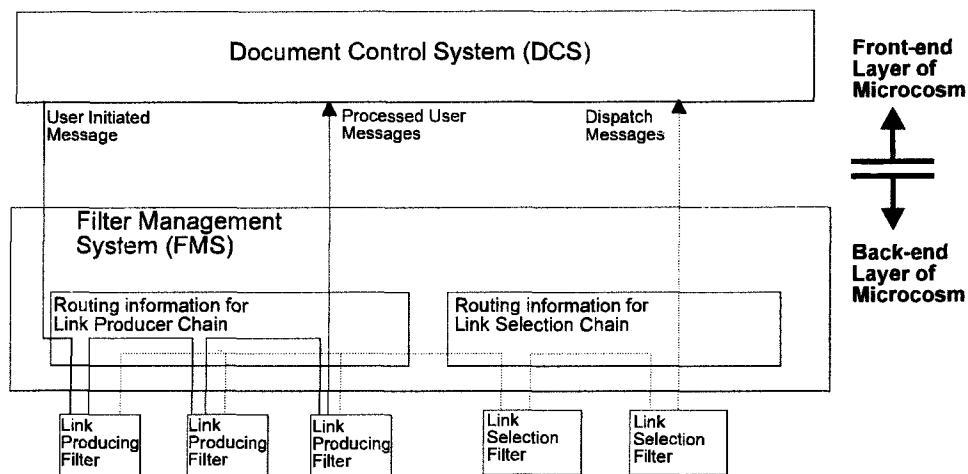 Document Control System (DCS)
Front-end
Layer of
Microcosm
User Initiated
Message
Processed User
Messages
Dispatch
Messages
Filter Management
System (FMS)
Back-end
Layer of
Microcosm
Routing information for
Link Producer Chain
Routing information for
Link Selection Chain
Link
Producing
Filter
Link
Producing
Filter
Link
Producing
Filter
Link
Selection
Filter
Link
Selection
Filter